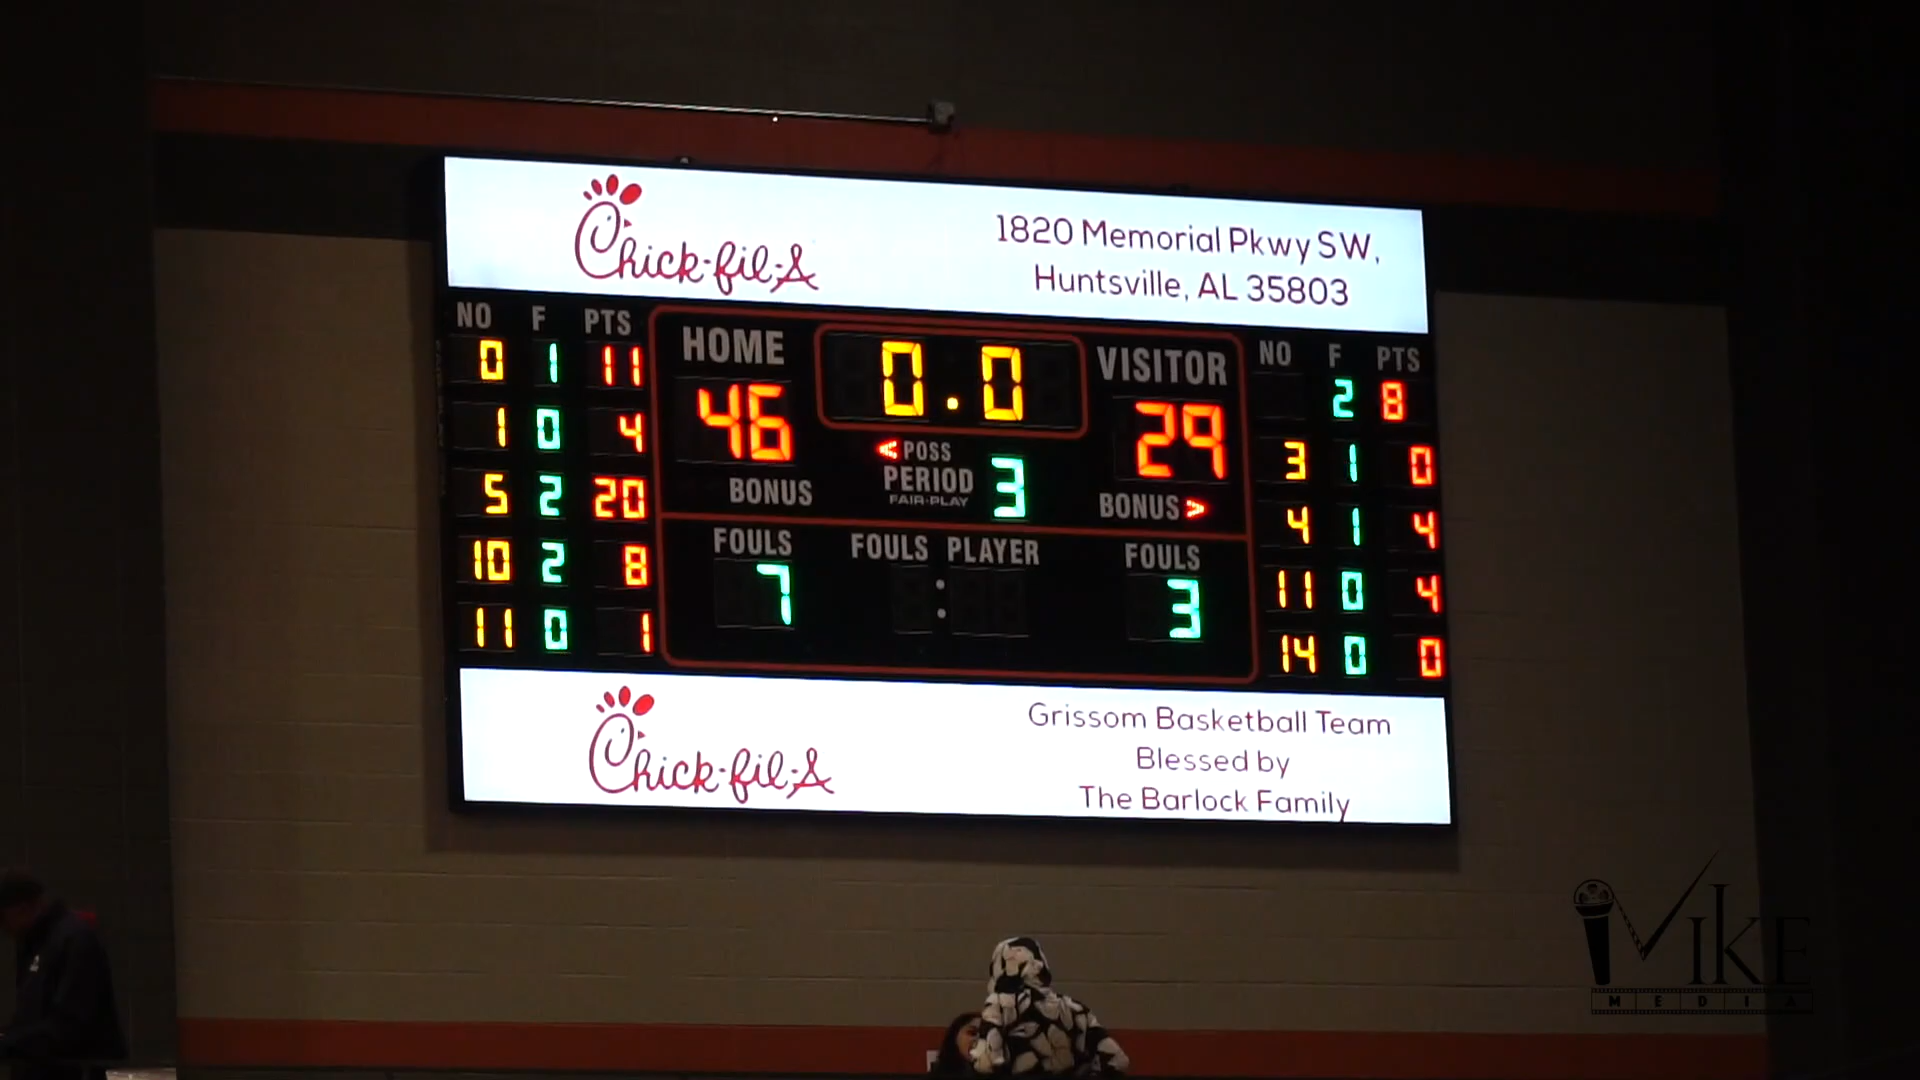 Chick-fil-A
1820 Memorial Pkwy SW,
Huntsville, AL 35803
NO F PTS
0 1 11
1 0 4
5 2 20
10 2 8
11 0 1
HOME
46
BONUS
0.0
< POSS
PERIOD 3
FAIR-PLAY
VISITOR
29
BONUS >
FOULS
7
FOULS PLAYER
:
FOULS
3
NO F PTS
2 8
3 1 0
4 1 4
11 0 4
14 0 0
Chick-fil-A
Grissom Basketball Team
Blessed by
The Barlock Family
MIKE
MEDIA